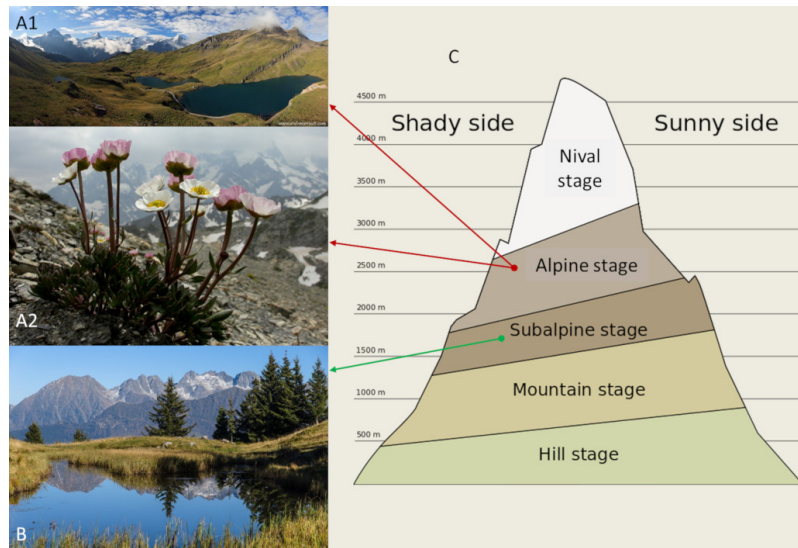 A1
A2
B
C
4500 m
Shady side
Sunny side
4000 m
Nival
stage
3500 m
3000 m
Alpine stage
2500 m
2000 m
Subalpine stage
1500 m
Mountain stage
1000 m
500 m
Hill stage